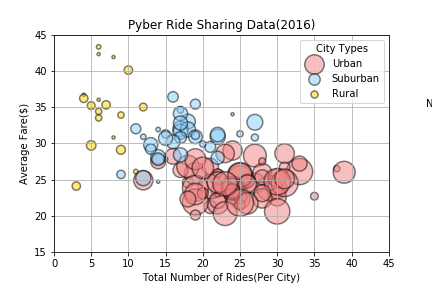 Pyber Ride Sharing Data(2016)
City Types
Urban
Suburban
Rural
N
Average Fare($)
45
40
35
30
25
20
15
0 5 10 15 20 25 30 35 40 45
Total Number of Rides(Per City)